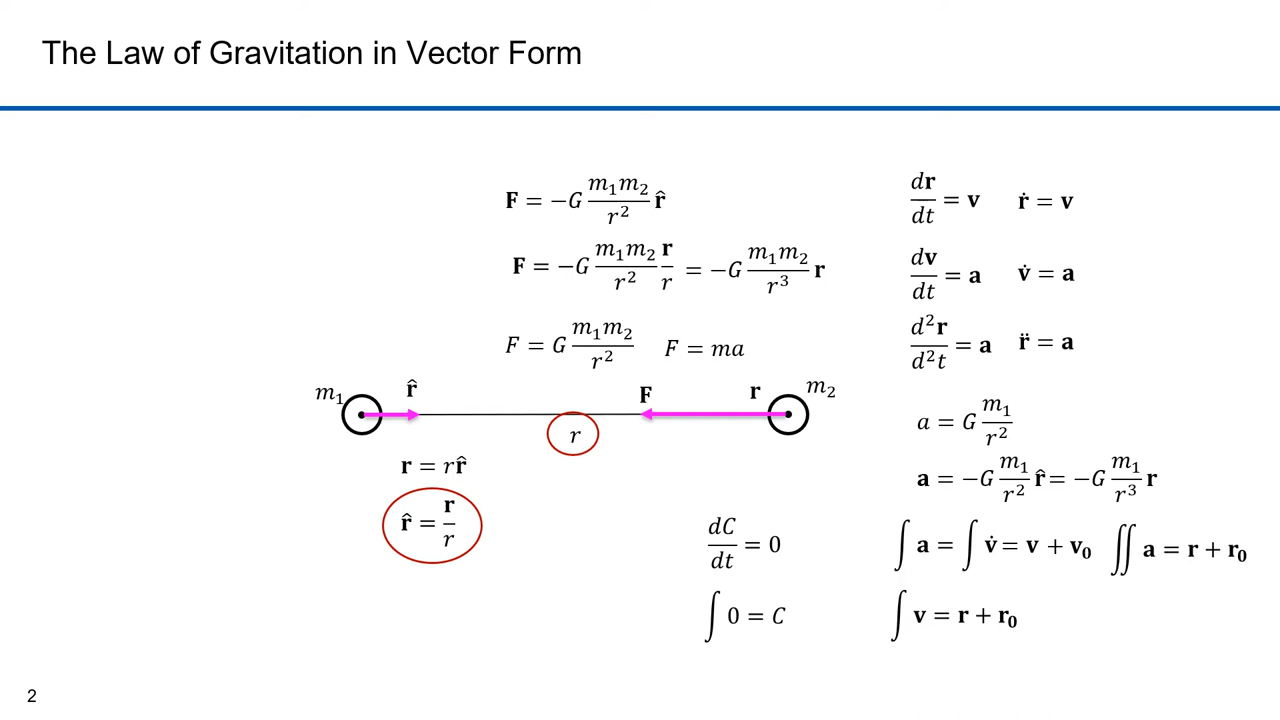 The Law of Gravitation in Vector Form
𝐅 = −G m₁m₂/r² 𝐫̂
𝐅 = −G m₁m₂/r² 𝐫/r = −G m₁m₂/r³ 𝐫
F = G m₁m₂/r² F = ma
m₁ 𝐫̂ 𝐅 𝐫 m₂
r
𝐫 = r𝐫̂
𝐫̂ = 𝐫/r
dC/dt = 0
∫ 0 = C
d𝐫/dt = 𝐯 𝐫̇ = 𝐯
d𝐯/dt = 𝐚 𝐯̇ = 𝐚
d²𝐫/d²t = 𝐚 𝐫̈ = 𝐚
a = G m₁/r²
𝐚 = −G m₁/r² 𝐫̂ = −G m₁/r³ 𝐫
∫ 𝐚 = ∫ 𝐯̇ = 𝐯 + 𝐯₀ ∬ 𝐚 = 𝐫 + 𝐫₀
∫ 𝐯 = 𝐫 + 𝐫₀
2